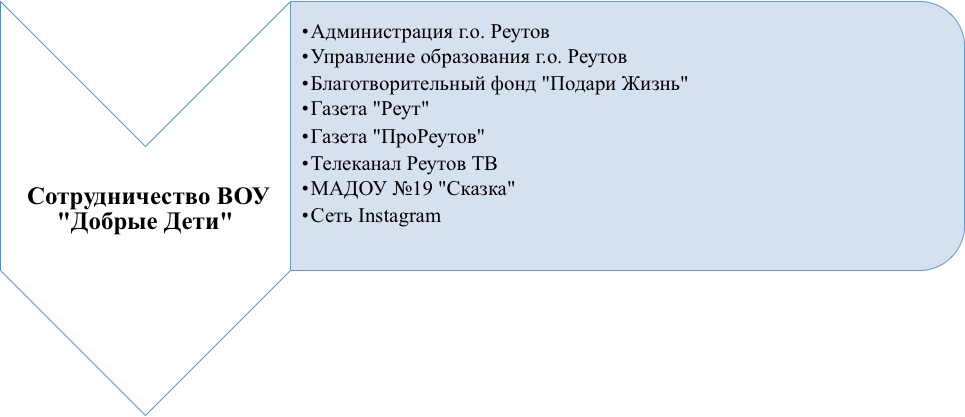 •Администрация г.о. Реутов
•Управление образования г.о. Реутов
•Благотворительный фонд "Подари Жизнь"
•Газета "Реут"
•Газета "ПроРеутов"
•Телеканал Реутов ТВ
•МАДОУ №19 "Сказка"
•Сеть Instagram
Сотрудничество ВОУ
"Добрые Дети"